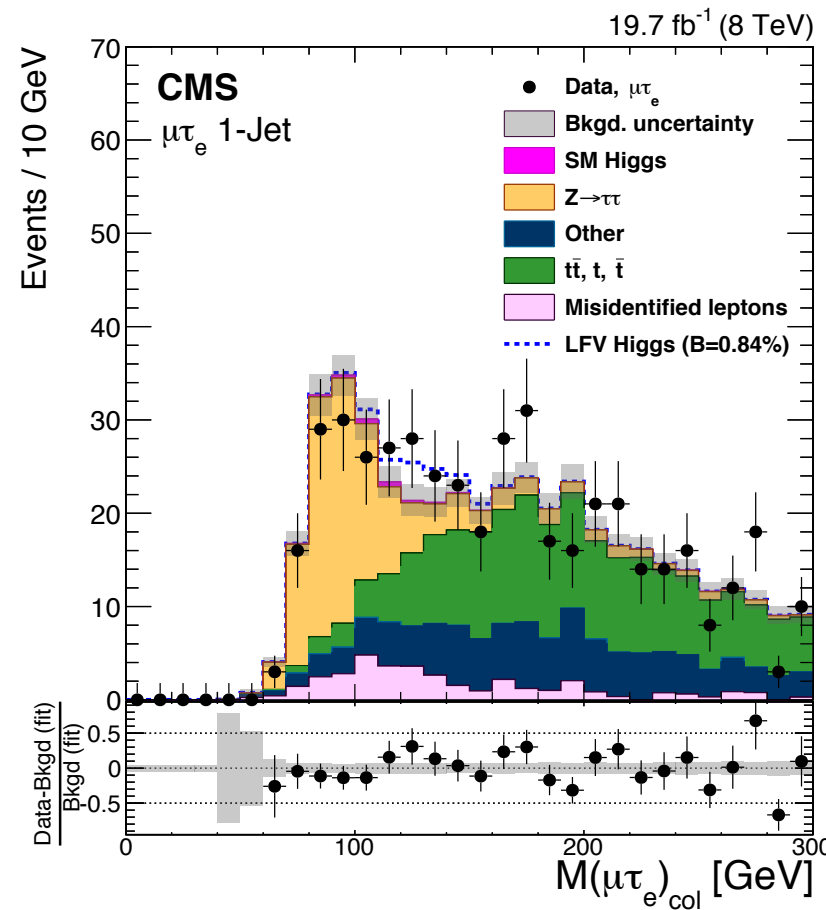 19.7 fb⁻¹ (8 TeV)
CMS
μτₑ 1-Jet
Data, μτₑ
Bkgd. uncertainty
SM Higgs
Z→ττ
Other
tt̄, t, t̄
Misidentified leptons
LFV Higgs (B=0.84%)
Events / 10 GeV
70
60
50
40
30
20
10
0
Data-Bkgd (fit)
Bkgd (fit)
0.5
0
-0.5
0 100 200 300
M(μτₑ)col [GeV]